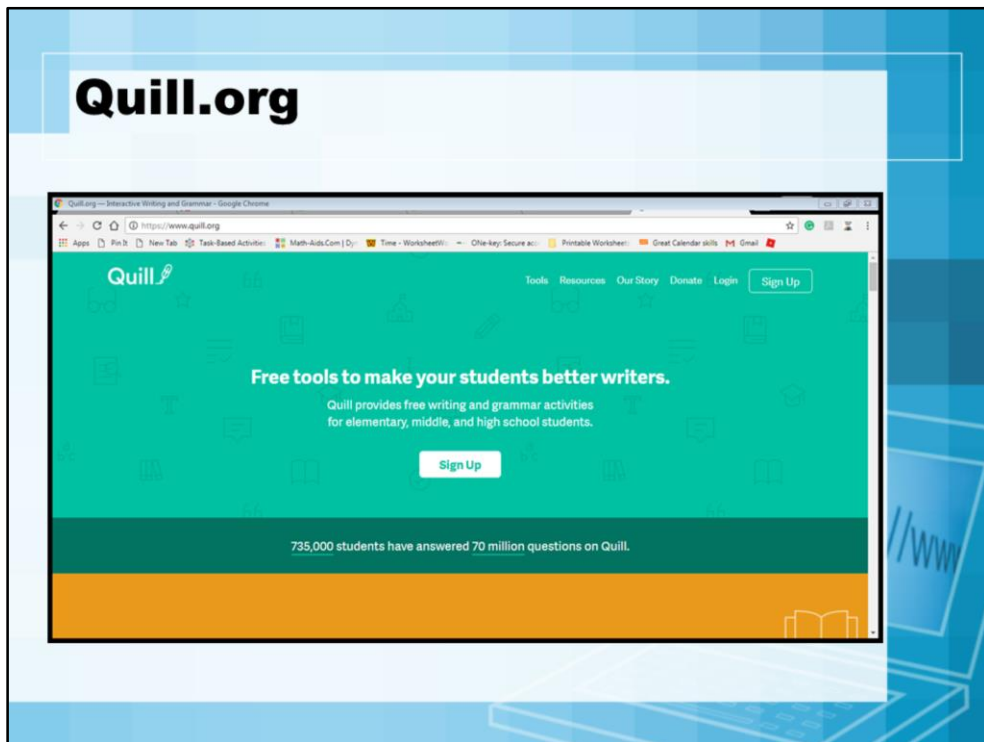 Quill.org
Quill.org — Interactive Writing and Grammar - Google Chrome
https://www.quill.org
Apps Pin It New Tab Task-Based Activitie: Math-Aids.Com | Dy Time - WorksheetWo ONie-key: Secure acc Printable Worksheet: Great Calendar skills Gmail
Quill
Tools Resources Our Story Donate Login Sign Up
Free tools to make your students better writers.
Quill provides free writing and grammar activities
for elementary, middle, and high school students.
Sign Up
735,000 students have answered 70 million questions on Quill.
//www